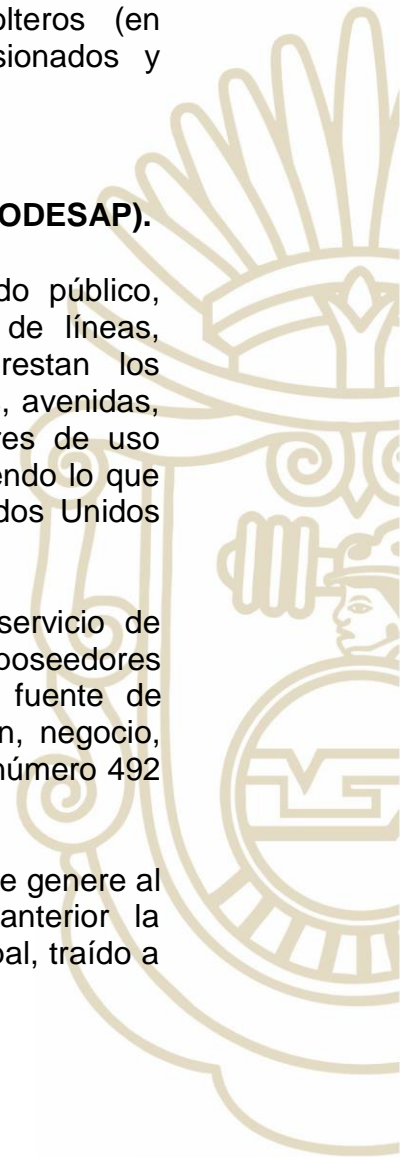 olteros (en
sionados y
ODESAP).
do público,
de líneas,
restan los
, avenidas,
res de uso
endo lo que
dos Unidos
servicio de
poseedores
fuente de
n, negocio,
número 492
e genere al
anterior la
pal, traído a